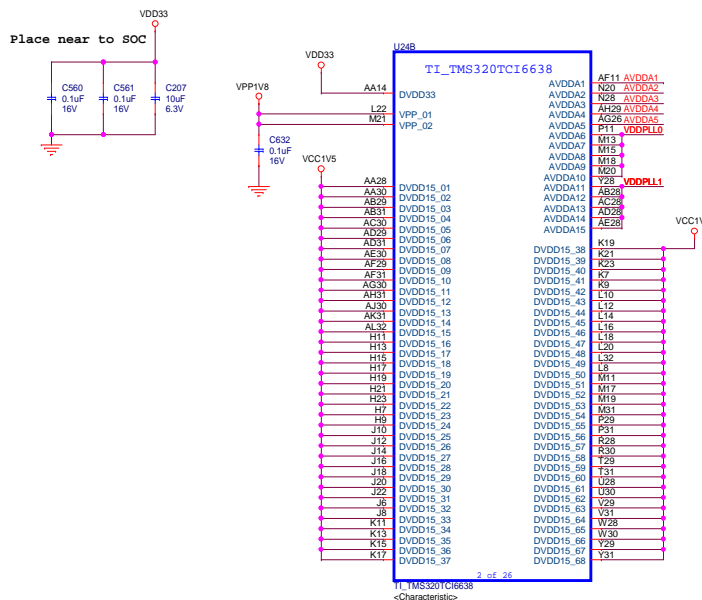 VDD33
Place near to SOC
C560
0.1uF
16V
C561
0.1uF
16V
C207
10uF
6.3V
VDD33
VPP1V8
C632
0.1uF
16V
VCC1V5
U24B
TI_TMS320TCI6638
AA14 DVDD33
L22 VPP_01
M21 VPP_02
AA28 DVDD15_01
AA30 DVDD15_02
AB29 DVDD15_03
AB31 DVDD15_04
AC30 DVDD15_05
AD29 DVDD15_06
AD31 DVDD15_07
AE30 DVDD15_08
AF29 DVDD15_09
AF31 DVDD15_10
AG30 DVDD15_11
AH31 DVDD15_12
AJ30 DVDD15_13
AK31 DVDD15_14
AL32 DVDD15_15
H11 DVDD15_16
H13 DVDD15_17
H15 DVDD15_18
H17 DVDD15_19
H19 DVDD15_20
H21 DVDD15_21
H23 DVDD15_22
H7 DVDD15_23
H9 DVDD15_24
J10 DVDD15_25
J12 DVDD15_26
J14 DVDD15_27
J16 DVDD15_28
J18 DVDD15_29
J20 DVDD15_30
J22 DVDD15_31
J6 DVDD15_32
J8 DVDD15_33
K11 DVDD15_34
K13 DVDD15_35
K15 DVDD15_36
K17 DVDD15_37
AVDDA1 AF11 AVDDA1
AVDDA2 N20 AVDDA2
AVDDA3 N28 AVDDA3
AVDDA4 AH29 AVDDA4
AVDDA5 AG26 AVDDA5
AVDDA6 P11 VDDPLL0
AVDDA7 M13
AVDDA8 M15
AVDDA9 M18
AVDDA10 M20
AVDDA11 Y28 VDDPLL1
AVDDA12 AB28
AVDDA13 AC28
AVDDA14 AD28
AVDDA15 AE28
VCC1V
DVDD15_38 K19
DVDD15_39 K21
DVDD15_40 K23
DVDD15_41 K7
DVDD15_42 K9
DVDD15_43 L10
DVDD15_44 L12
DVDD15_45 L14
DVDD15_46 L16
DVDD15_47 L18
DVDD15_48 L20
DVDD15_49 L32
DVDD15_50 L8
DVDD15_51 M11
DVDD15_52 M17
DVDD15_53 M19
DVDD15_54 M31
DVDD15_55 P29
DVDD15_56 P31
DVDD15_57 R28
DVDD15_58 R30
DVDD15_59 T29
DVDD15_60 T31
DVDD15_61 U28
DVDD15_62 U30
DVDD15_63 V29
DVDD15_64 V31
DVDD15_65 W28
DVDD15_66 W30
DVDD15_67 Y29
DVDD15_68 Y31
2 of 26
TI_TMS320TCI6638
<Characteristic>